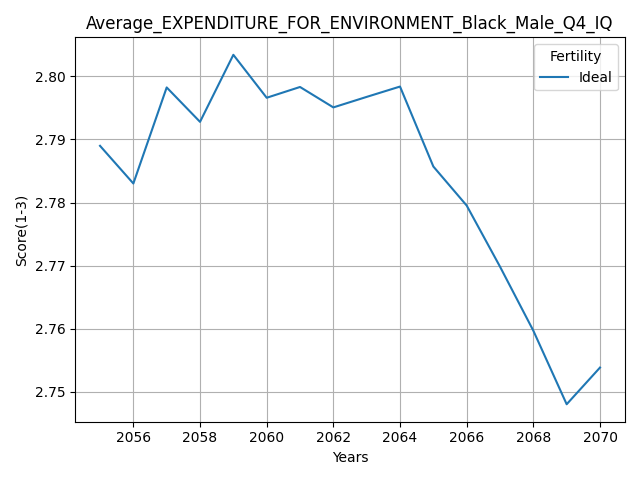 Average_EXPENDITURE_FOR_ENVIRONMENT_Black_Male_Q4_IQ
Fertility
Ideal
2.80
2.79
2.78
2.77
2.76
2.75
Score(1-3)
2056 2058 2060 2062 2064 2066 2068 2070
Years